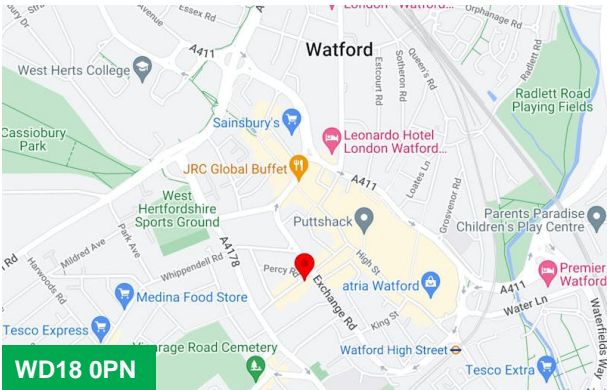 London Watford...
Orphanage Rd
Essex Rd
A411
Watford
Estcourt Rd
Sotheron Rd
Queen's Rd
Radlett Rd
West Herts College
Radlett Road
Playing Fields
Sainsbury's
Cassiobury
Park
Leonardo Hotel
London Watford...
JRC Global Buffet
A411
Loates Ln
Grosvenor Rd
West
Hertfordshire
Sports Ground
Puttshack
Parents Paradise
Children's Play Centre
Park Ave
Mildred Ave
A4178
High St
Whippendell Rd
Percy Rd
Harwoods Rd
Rd
Exchange Rd
atria Watford
Premier
Watford
A411
Water Ln
Medina Food Store
King St
Waterfields Way
Tesco Express
Vicarage Road Cemetery
Watford High Street
Tesco Extra
WD18 0PN